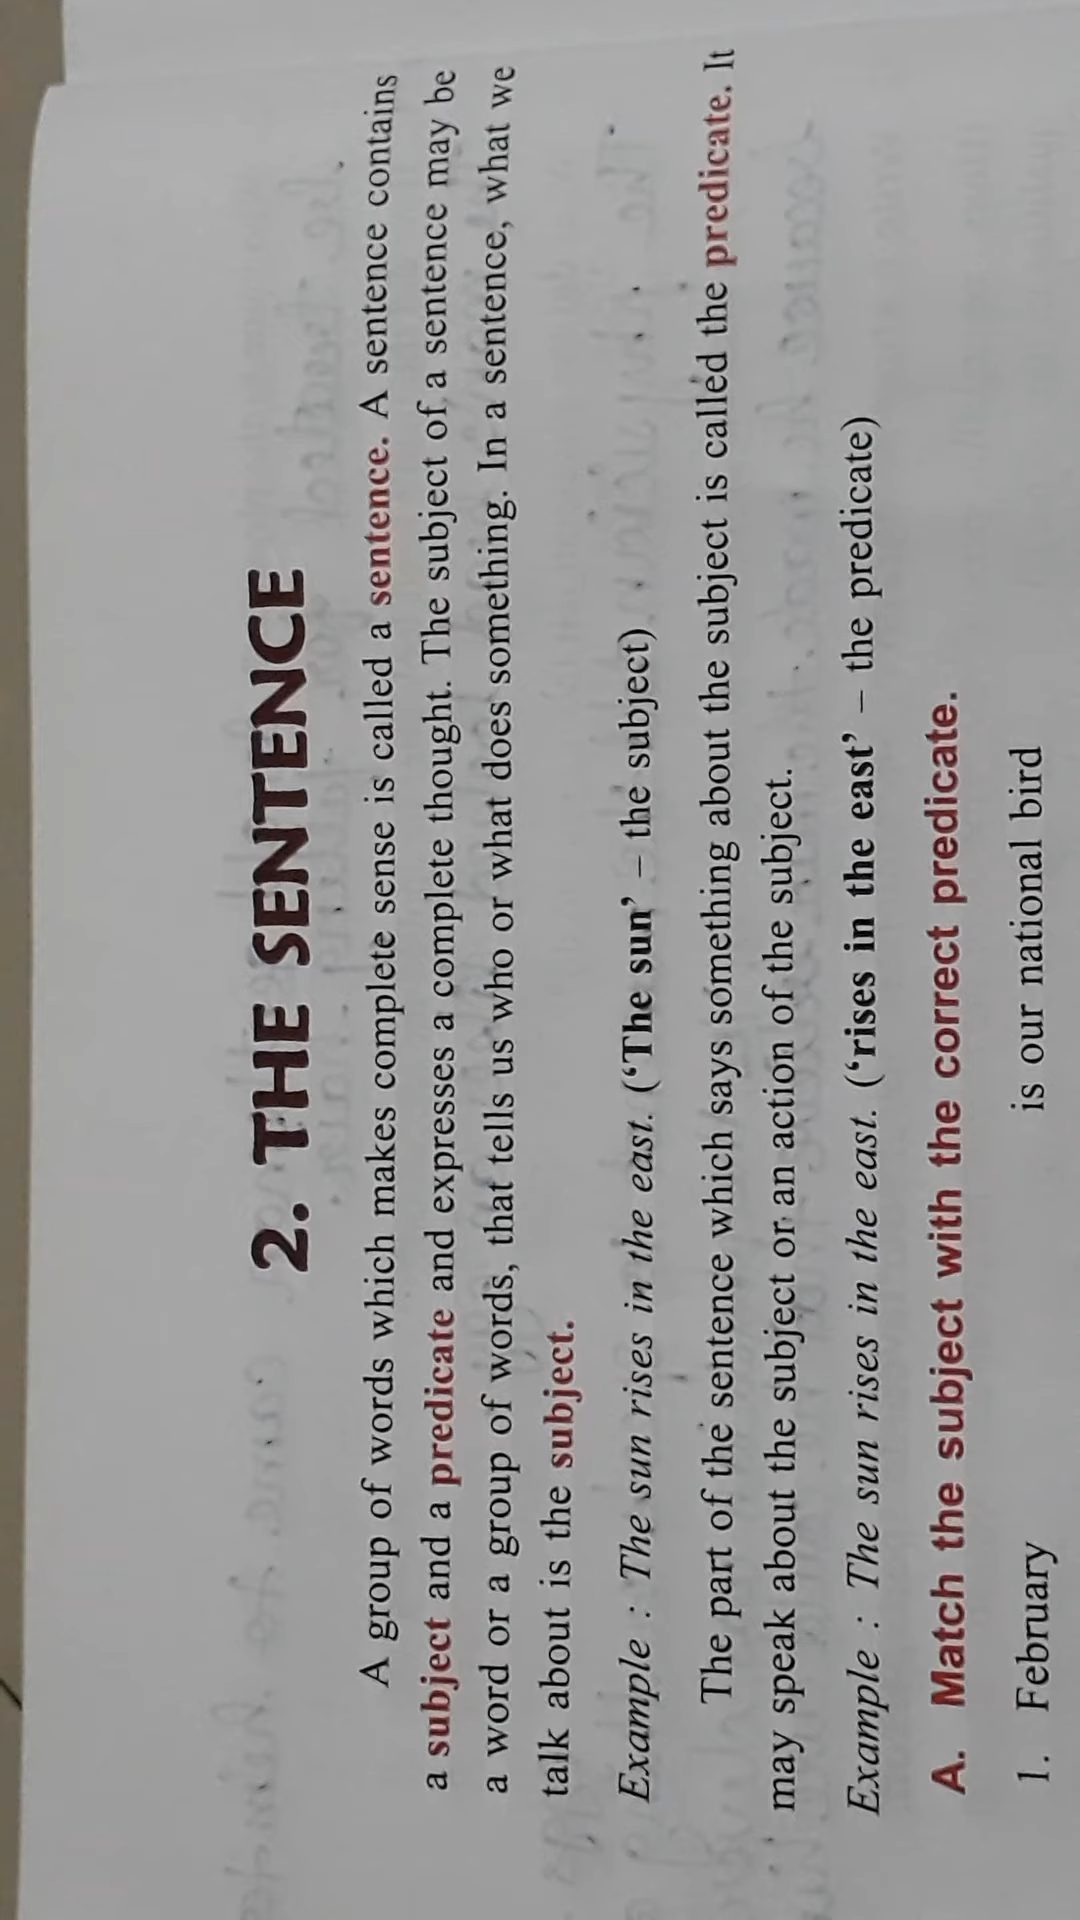 2. THE SENTENCE
A group of words which makes complete sense is called a sentence. A sentence contains
a subject and a predicate and expresses a complete thought. The subject of a sentence may be
a word or a group of words, that tells us who or what does something. In a sentence, what we
talk about is the subject.
Example : The sun rises in the east. (‘The sun’ – the subject)
The part of the sentence which says something about the subject is called the predicate. It
may speak about the subject or an action of the subject.
Example : The sun rises in the east. (‘rises in the east’ – the predicate)
A. Match the subject with the correct predicate.
1. February is our national bird